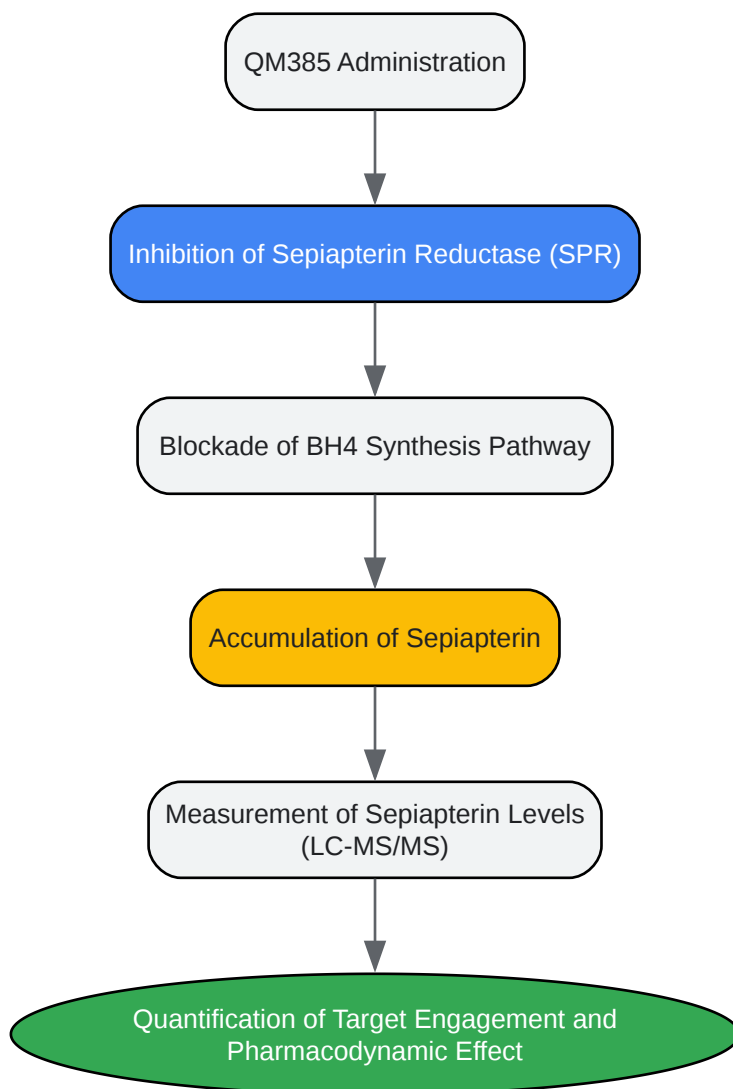 QM385 Administration
Inhibition of Sepiapterin Reductase (SPR)
Blockade of BH4 Synthesis Pathway
Accumulation of Sepiapterin
Measurement of Sepiapterin Levels
(LC-MS/MS)
Quantification of Target Engagement and
Pharmacodynamic Effect